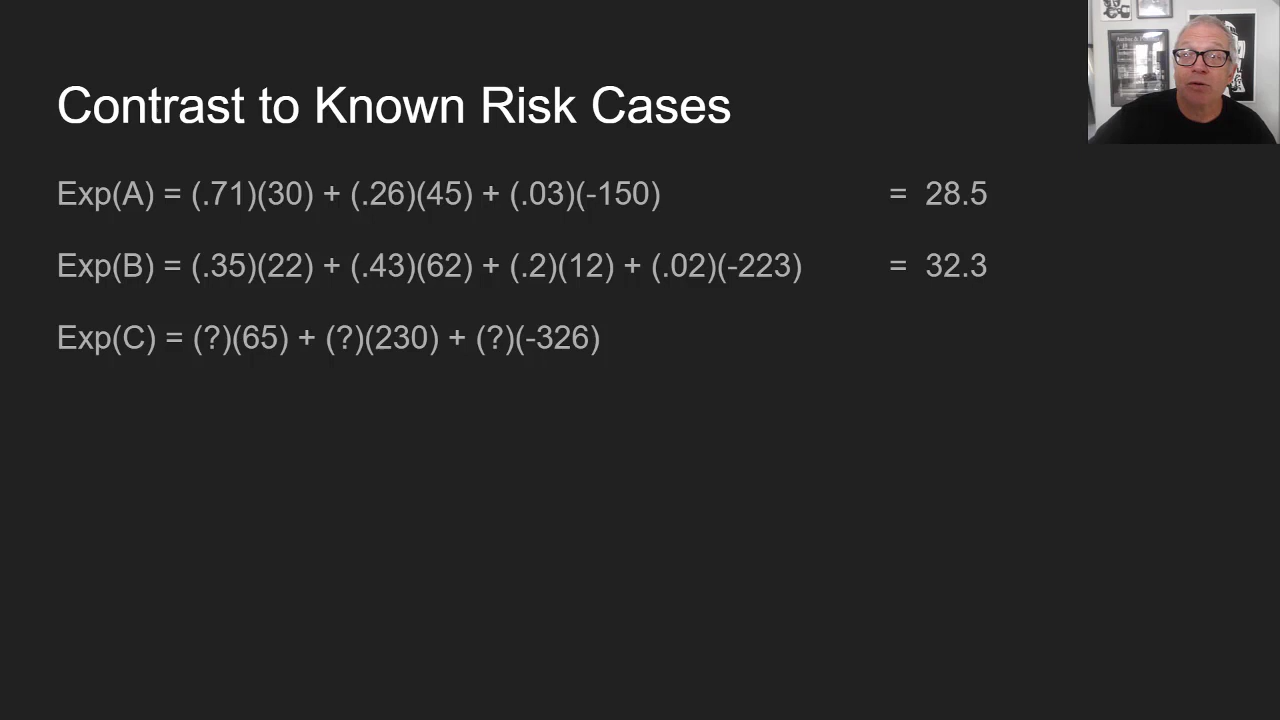 Contrast to Known Risk Cases
Exp(A) = (.71)(30) + (.26)(45) + (.03)(-150) = 28.5
Exp(B) = (.35)(22) + (.43)(62) + (.2)(12) + (.02)(-223) = 32.3
Exp(C) = (?)(65) + (?)(230) + (?)(-326)